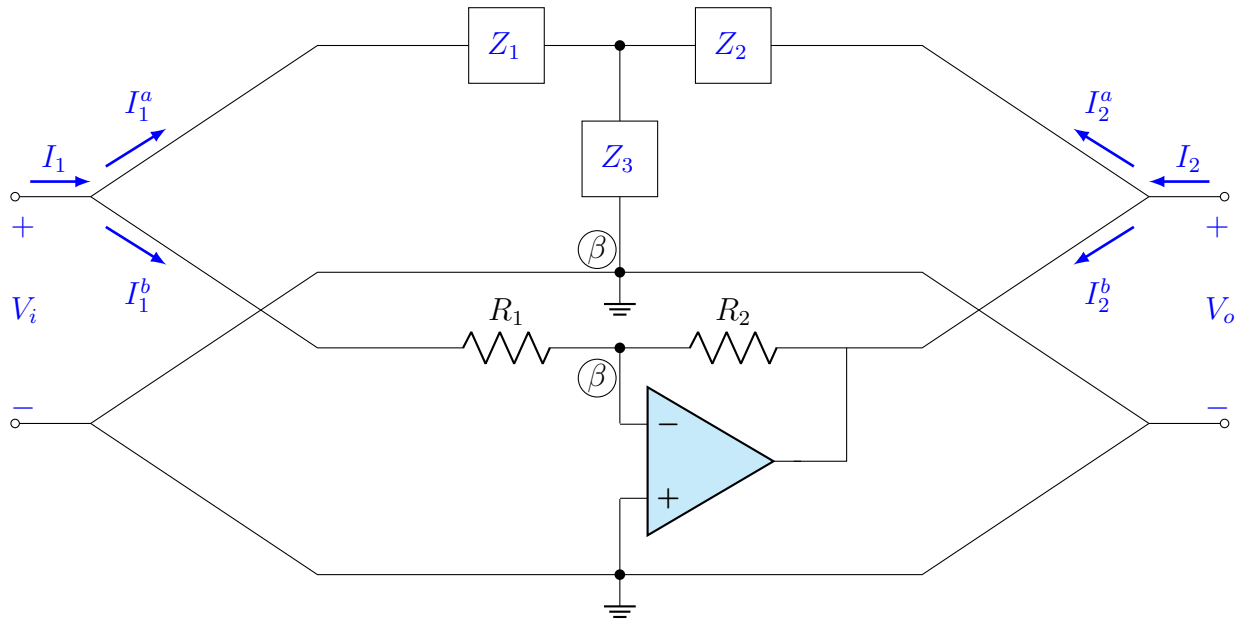 Z₁
Z₂
I₁ᵃ
I₂ᵃ
I₁
Z₃
I₂
+
+
β
I₁ᵇ
I₂ᵇ
Vᵢ
R₁
R₂
Vₒ
β
−
−
−
+